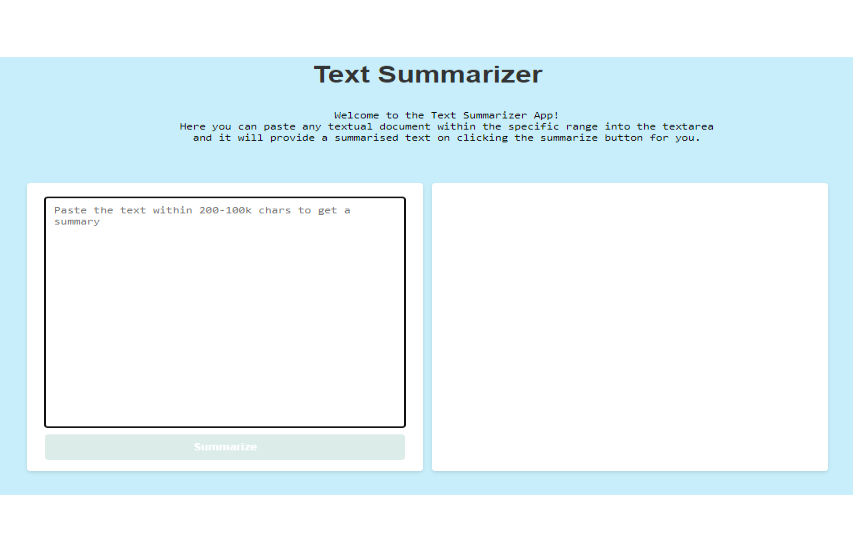 Text Summarizer
Welcome to the Text Summarizer App!
Here you can paste any textual document within the specific range into the textarea
and it will provide a summarised text on clicking the summarize button for you.
Paste the text within 200-100k chars to get a
summary
Summarize